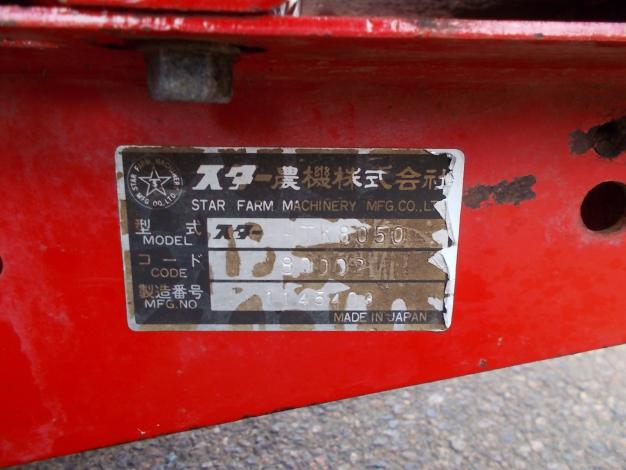 スター農機株式会社
STAR FARM MACHINERY MFG.CO.,LT
型式 スター TK8050
MODEL
コード
CODE
製造番号
MFG.NO
MADE IN JAPAN